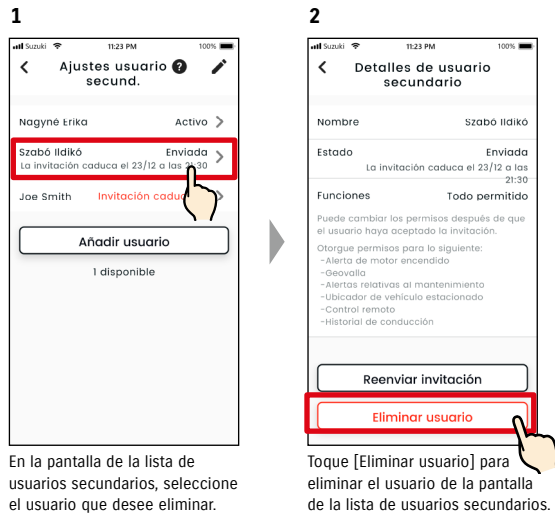 1
Suzuki 11:23 PM 100%
Ajustes usuario ?
secund.
Nagyné Erika Activo
Szabó Ildikó Enviada
La invitación caduca el 23/12 a las 21:30
Joe Smith Invitación
Añadir usuario
1 disponible
En la pantalla de la lista de
usuarios secundarios, seleccione
el usuario que desee eliminar.
2
Suzuki 11:23 PM 100%
Detalles de usuario
secundario
Nombre Szabó Ildikó
Estado Enviada
La invitación caduca el 23/12 a las
21:30
Funciones Todo permitido
Puede cambiar los permisos después de que
el usuario haya aceptado la invitación.
Otorgue permisos para lo siguiente:
-Alerta de motor encendido
-Geovalla
-Alertas relativas al mantenimiento
-Ubicador de vehículo estacionado
-Control remoto
-Historial de conducción
Reenviar invitación
Eliminar usuario
Toque [Eliminar usuario] para
eliminar el usuario de la pantalla
de la lista de usuarios secundarios.